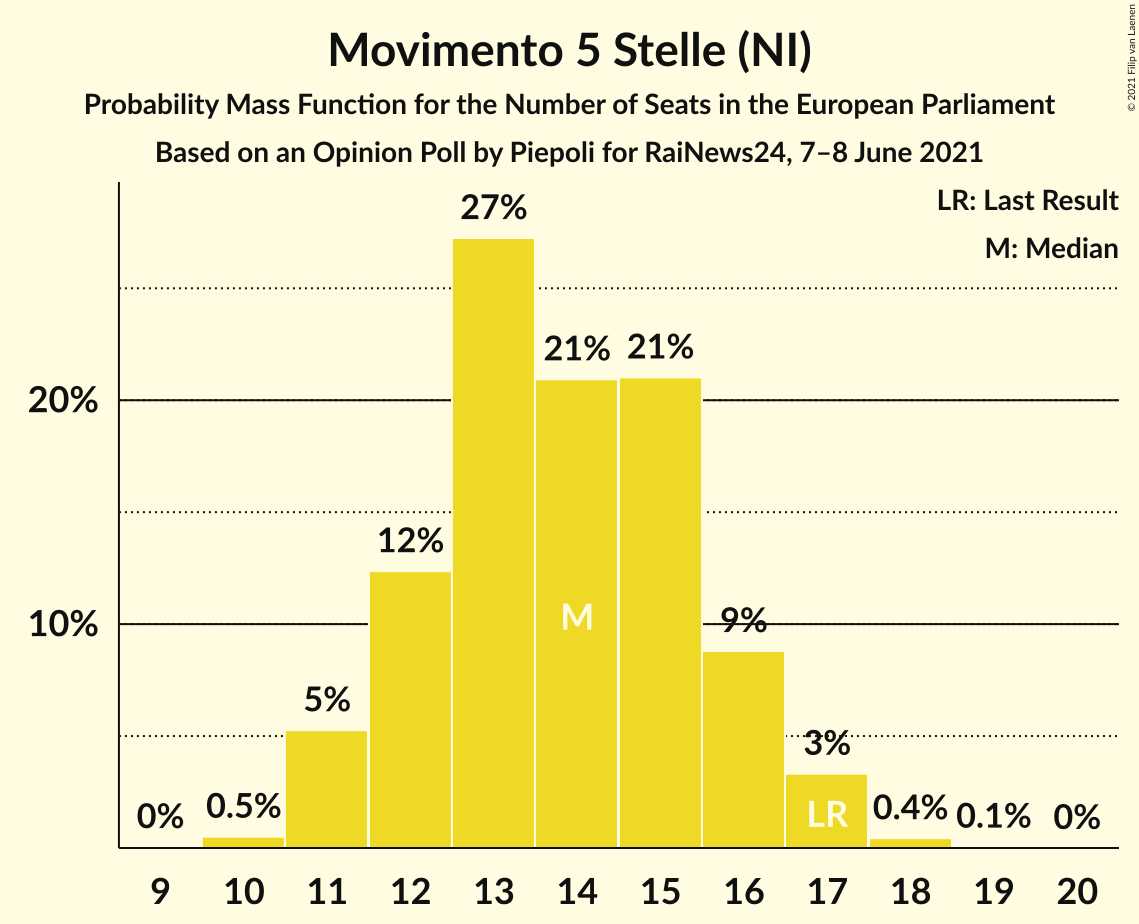 Movimento 5 Stelle (NI)
Probability Mass Function for the Number of Seats in the European Parliament
Based on an Opinion Poll by Piepoli for RaiNews24, 7–8 June 2021
© 2021 Filip van Laenen
LR: Last Result
M: Median
20%
10%
0%
0.5%
5%
12%
27%
21%
21%
9%
3%
0.4%
0.1%
0%
M
LR
9 10 11 12 13 14 15 16 17 18 19 20